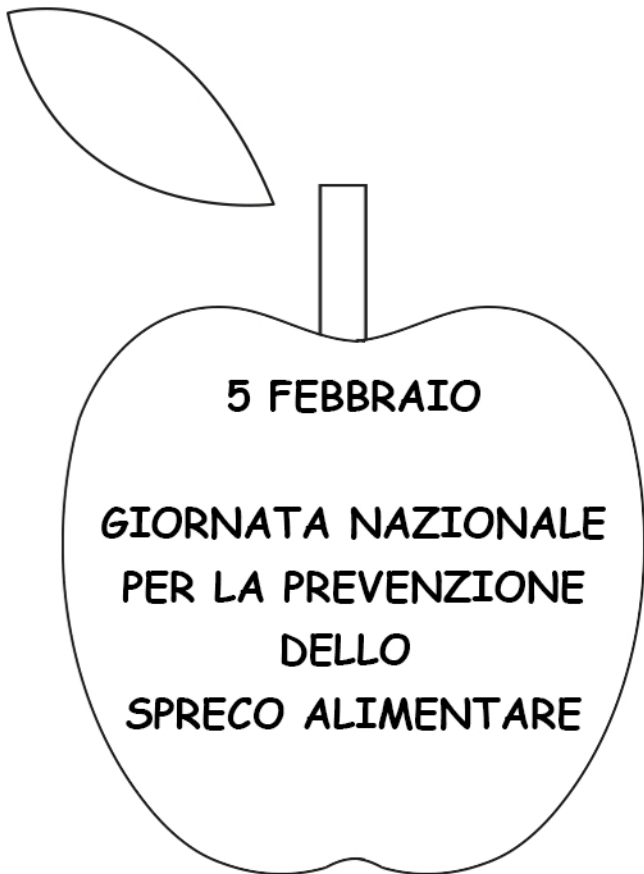 5 FEBBRAIO
GIORNATA NAZIONALE
PER LA PREVENZIONE
DELLO
SPRECO ALIMENTARE